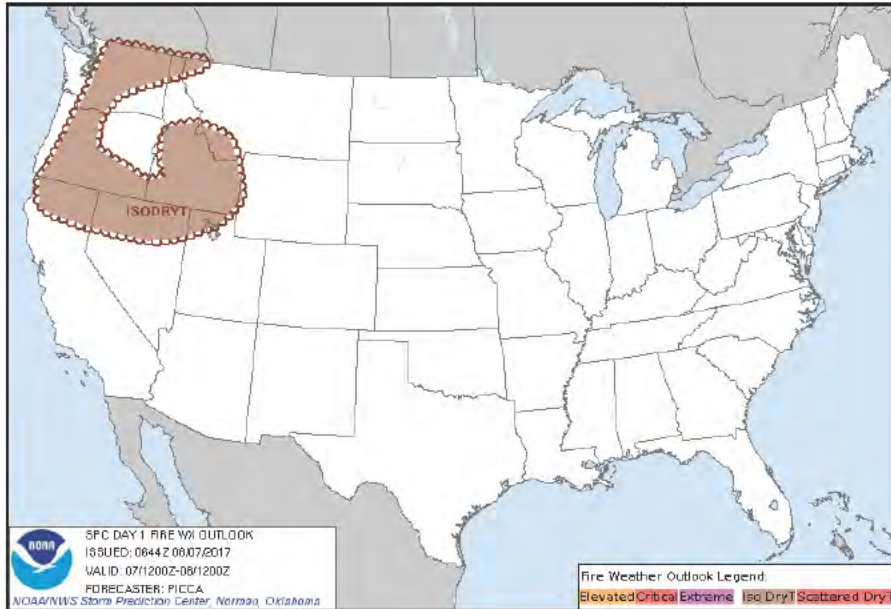 ISODRYT
NOAA
SPC DAY 1 FIRE WX OUTLOOK
ISSUED: 0644Z 08/07/2017
VALID: 07/1200Z-08/1200Z
FORECASTER: PICCA
NOAA/NWS Storm Prediction Center, Norman, Oklahoma
Fire Weather Outlook Legend:
Elevated Critical Extreme Iso DryT Scattered Dry